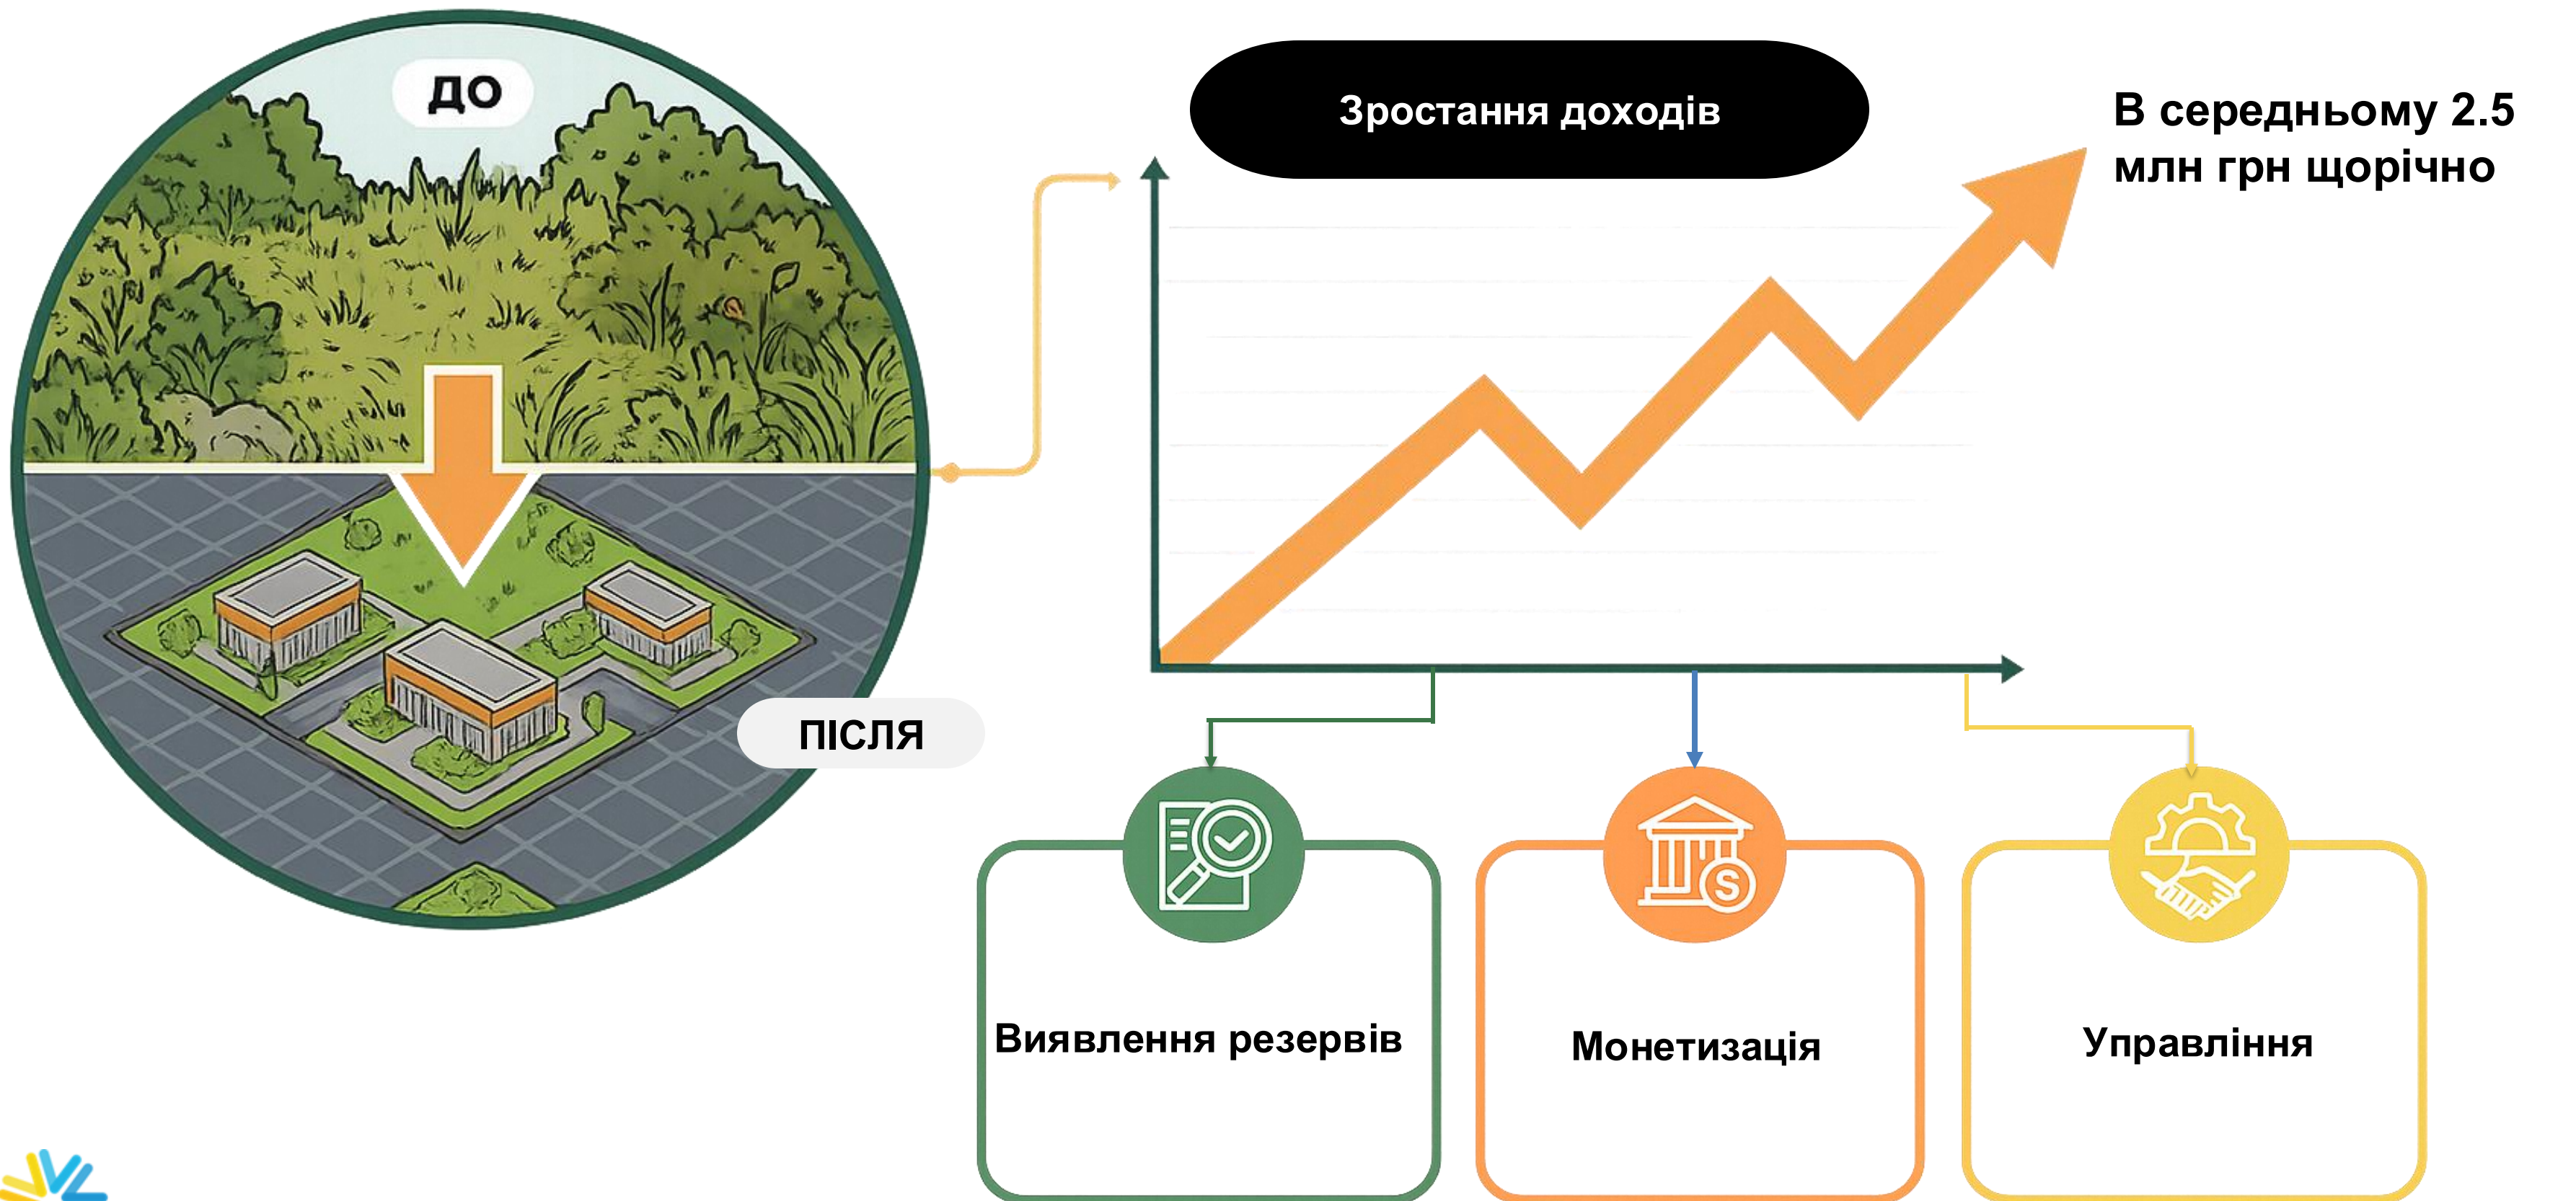 ДО
Зростання доходів
В середньому 2.5
млн грн щорічно
ПІСЛЯ
Виявлення резервів
Монетизація
Управління